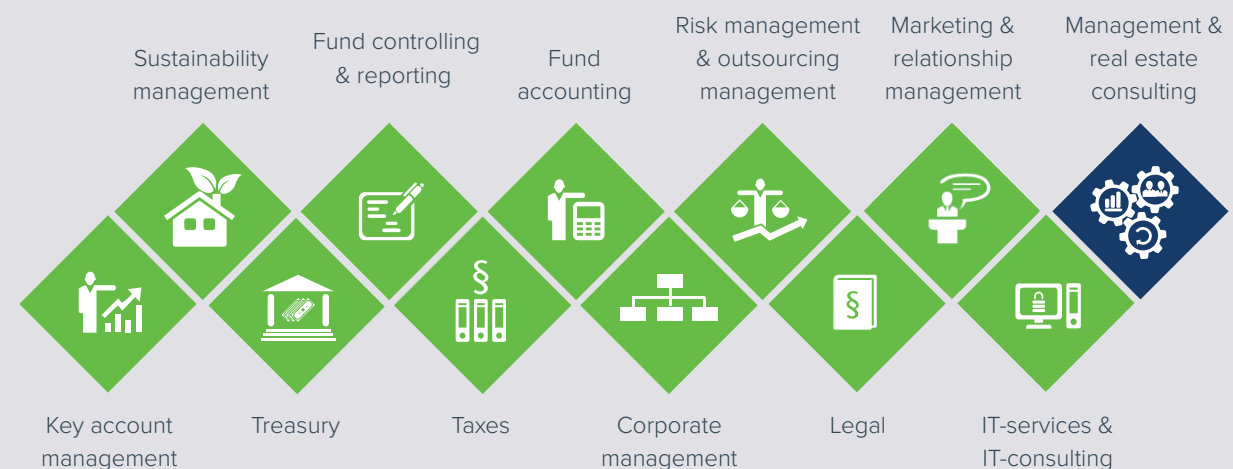 Sustainability
management
Fund controlling
& reporting
Fund
accounting
Risk management
& outsourcing
management
Marketing &
relationship
management
Management &
real estate
consulting
§
§
Key account
management
Treasury
Taxes
Corporate
management
Legal
IT-services &
IT-consulting